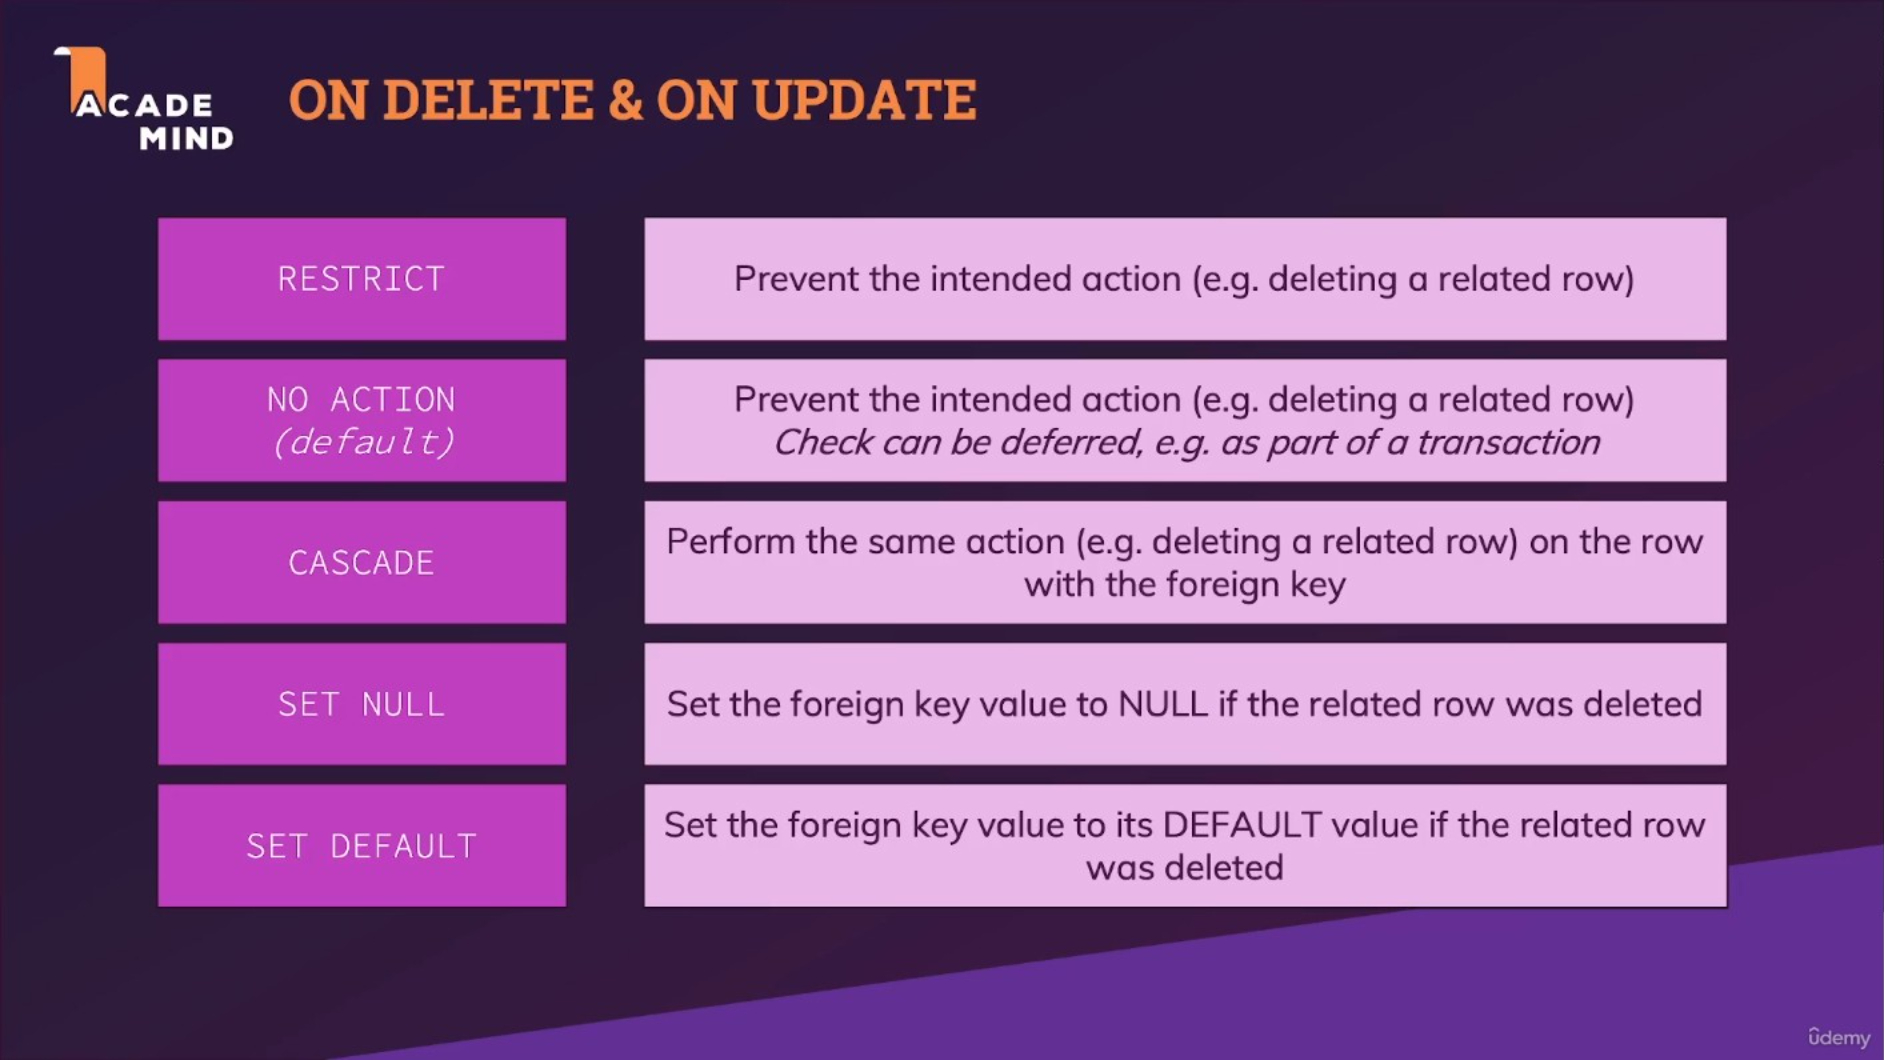 ACADE
MIND
ON DELETE & ON UPDATE
RESTRICT
Prevent the intended action (e.g. deleting a related row)
NO ACTION
(default)
Prevent the intended action (e.g. deleting a related row)
Check can be deferred, e.g. as part of a transaction
CASCADE
Perform the same action (e.g. deleting a related row) on the row
with the foreign key
SET NULL
Set the foreign key value to NULL if the related row was deleted
SET DEFAULT
Set the foreign key value to its DEFAULT value if the related row
was deleted
ûdemy